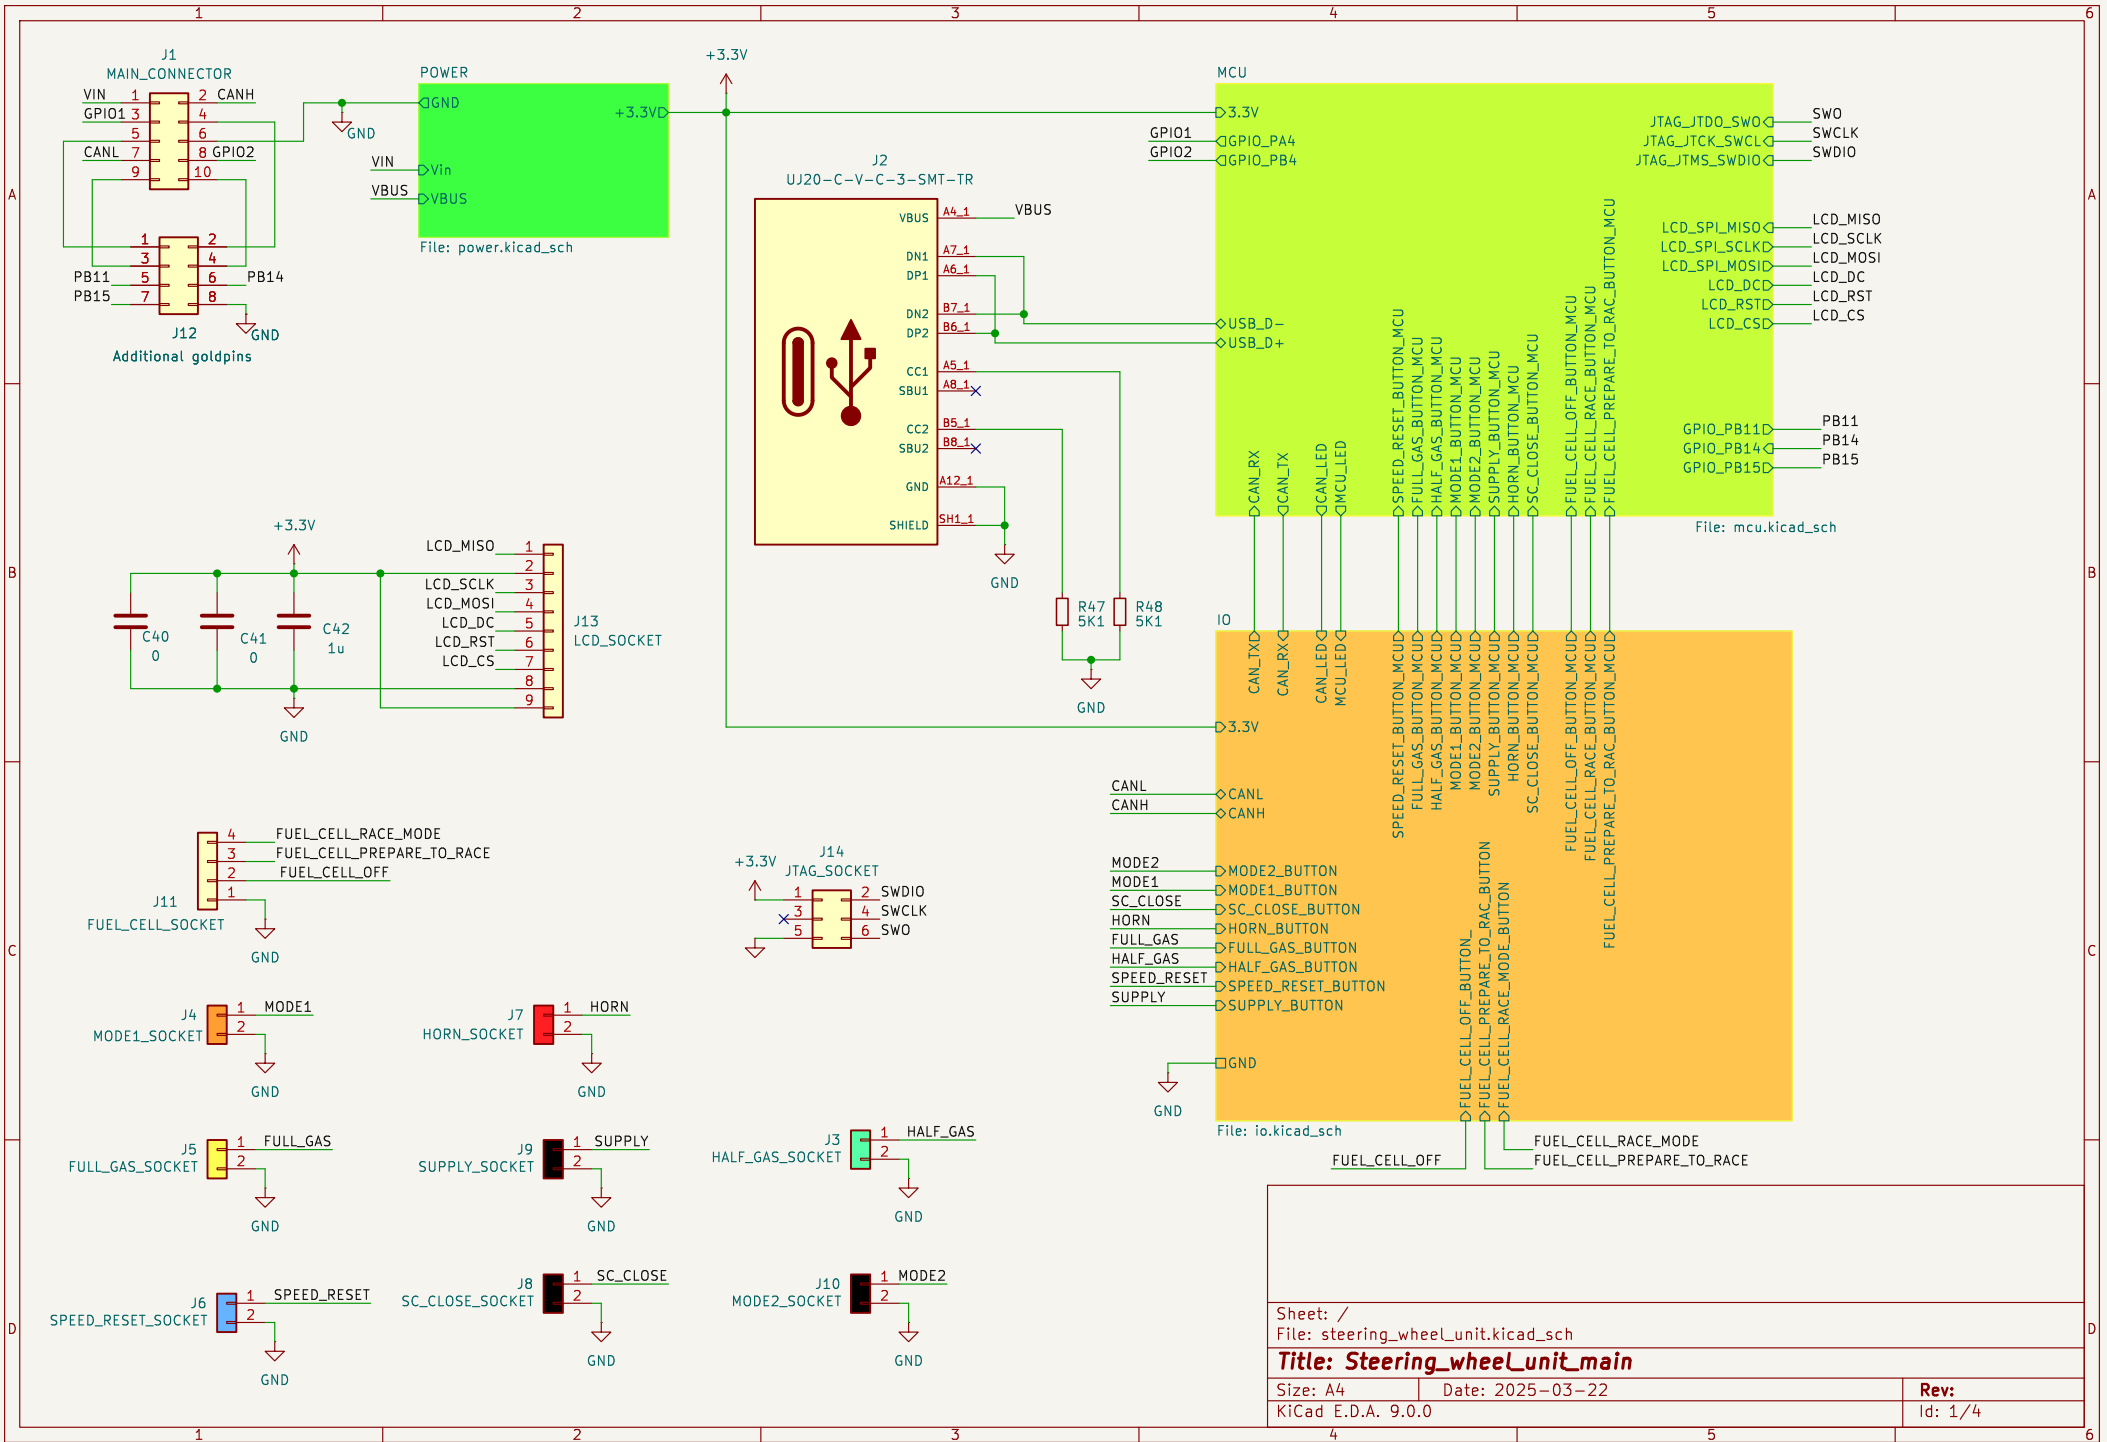 1 2 3 4 5 6
A
B
C
D
J1
MAIN_CONNECTOR
VIN 1 2 CANH
GPIO1 3 4
5 6
CANL 7 8 GPIO2
9 10
GND
1 2
3 4
PB11 5 6 PB14
PB15 7 8
GND
J12
Additional goldpins
POWER
GND
+3.3V
VIN Vin
VBUS VBUS
File: power.kicad_sch
+3.3V
J2
UJ20-C-V-C-3-SMT-TR
VBUS A4_1 VBUS
DN1 A7_1
DP1 A6_1
DN2 B7_1
DP2 B6_1
CC1 A5_1
SBU1 A8_1
CC2 B5_1
SBU2 B8_1
GND A12_1
SHIELD SH1_1
GND
R47
5K1
R48
5K1
GND
MCU
3.3V
GPIO1 GPIO_PA4
GPIO2 GPIO_PB4
USB_D-
USB_D+
JTAG_JTDO_SWO SWO
JTAG_JTCK_SWCL SWCLK
JTAG_JTMS_SWDIO SWDIO
LCD_SPI_MISO LCD_MISO
LCD_SPI_SCLK LCD_SCLK
LCD_SPI_MOSI LCD_MOSI
LCD_DC LCD_DC
LCD_RST LCD_RST
LCD_CS LCD_CS
GPIO_PB11 PB11
GPIO_PB14 PB14
GPIO_PB15 PB15
CAN_RX
CAN_TX
CAN_LED
MCU_LED
SPEED_RESET_BUTTON_MCU
FULL_GAS_BUTTON_MCU
HALF_GAS_BUTTON_MCU
MODE1_BUTTON_MCU
MODE2_BUTTON_MCU
SUPPLY_BUTTON_MCU
HORN_BUTTON_MCU
SC_CLOSE_BUTTON_MCU
FUEL_CELL_OFF_BUTTON_MCU
FUEL_CELL_RACE_BUTTON_MCU
FUEL_CELL_PREPARE_TO_RAC_BUTTON_MCU
File: mcu.kicad_sch
+3.3V
C40
0
C41
0
C42
1u
GND
LCD_MISO 1
2
LCD_SCLK 3
LCD_MOSI 4
LCD_DC 5
LCD_RST 6
LCD_CS 7
8
9
J13
LCD_SOCKET
IO
CAN_TX
CAN_RX
CAN_LED
MCU_LED
SPEED_RESET_BUTTON_MCU
FULL_GAS_BUTTON_MCU
HALF_GAS_BUTTON_MCU
MODE1_BUTTON_MCU
MODE2_BUTTON_MCU
SUPPLY_BUTTON_MCU
HORN_BUTTON_MCU
SC_CLOSE_BUTTON_MCU
FUEL_CELL_OFF_BUTTON_MCU
FUEL_CELL_RACE_BUTTON_MCU
FUEL_CELL_PREPARE_TO_RAC_BUTTON_MCU
3.3V
CANL CANL
CANH CANH
MODE2 MODE2_BUTTON
MODE1 MODE1_BUTTON
SC_CLOSE SC_CLOSE_BUTTON
HORN HORN_BUTTON
FULL_GAS FULL_GAS_BUTTON
HALF_GAS HALF_GAS_BUTTON
SPEED_RESET SPEED_RESET_BUTTON
SUPPLY SUPPLY_BUTTON
GND
GND
FUEL_CELL_OFF_BUTTON_
FUEL_CELL_PREPARE_TO_RAC_BUTTON
FUEL_CELL_RACE_MODE_BUTTON
File: io.kicad_sch
FUEL_CELL_RACE_MODE
FUEL_CELL_OFF
FUEL_CELL_PREPARE_TO_RACE
4 FUEL_CELL_RACE_MODE
3 FUEL_CELL_PREPARE_TO_RACE
2 FUEL_CELL_OFF
1
J11
FUEL_CELL_SOCKET
GND
J14
JTAG_SOCKET
+3.3V
1 2 SWDIO
3 4 SWCLK
5 6 SWO
J4
MODE1_SOCKET
1 MODE1
2
GND
J7
HORN_SOCKET
1 HORN
2
GND
J5
FULL_GAS_SOCKET
1 FULL_GAS
2
GND
J9
SUPPLY_SOCKET
1 SUPPLY
2
GND
J3
HALF_GAS_SOCKET
1 HALF_GAS
2
GND
J6
SPEED_RESET_SOCKET
1 SPEED_RESET
2
GND
J8
SC_CLOSE_SOCKET
1 SC_CLOSE
2
GND
J10
MODE2_SOCKET
1 MODE2
2
GND
Sheet: /
File: steering_wheel_unit.kicad_sch
Title: Steering_wheel_unit_main
Size: A4 Date: 2025-03-22 Rev:
KiCad E.D.A. 9.0.0 Id: 1/4
A
B
C
D
1 2 3 4 5 6